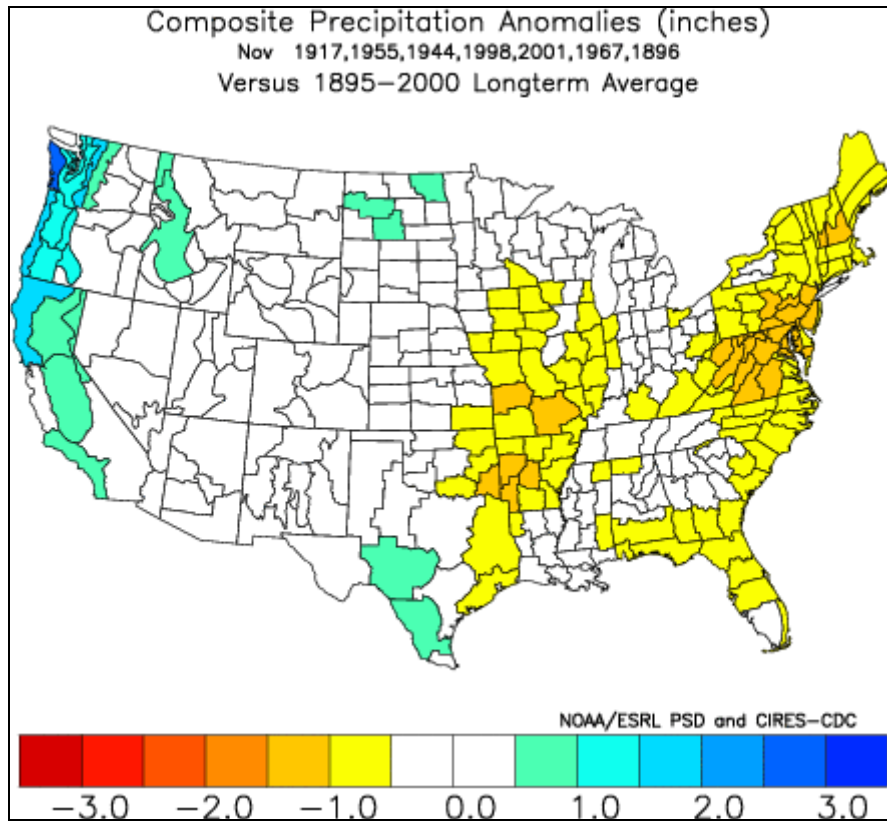 Composite Precipitation Anomalies (inches)
Nov 1917,1955,1944,1998,2001,1967,1896
Versus 1895−2000 Longterm Average
NOAA/ESRL PSD and CIRES−CDC
−3.0 −2.0 −1.0 0.0 1.0 2.0 3.0